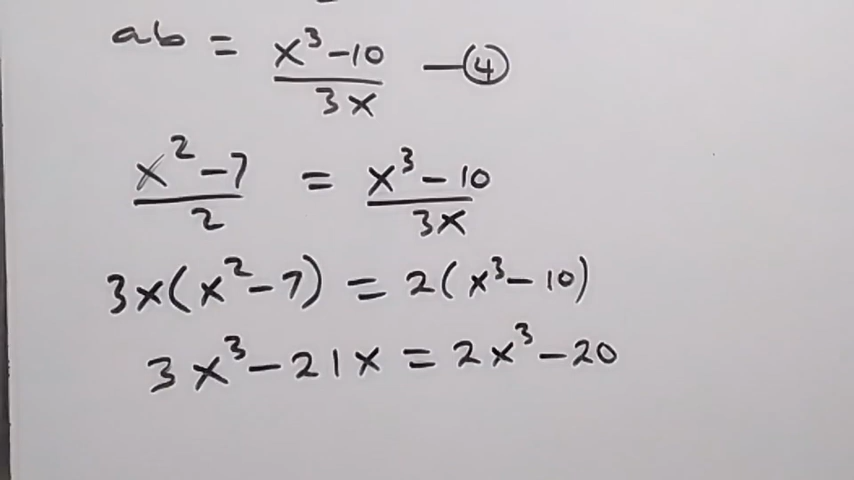 ab = (x³ - 10)/(3x) — ④
(x² - 7)/2 = (x³ - 10)/(3x)
3x(x² - 7) = 2(x³ - 10)
3x³ - 21x = 2x³ - 20